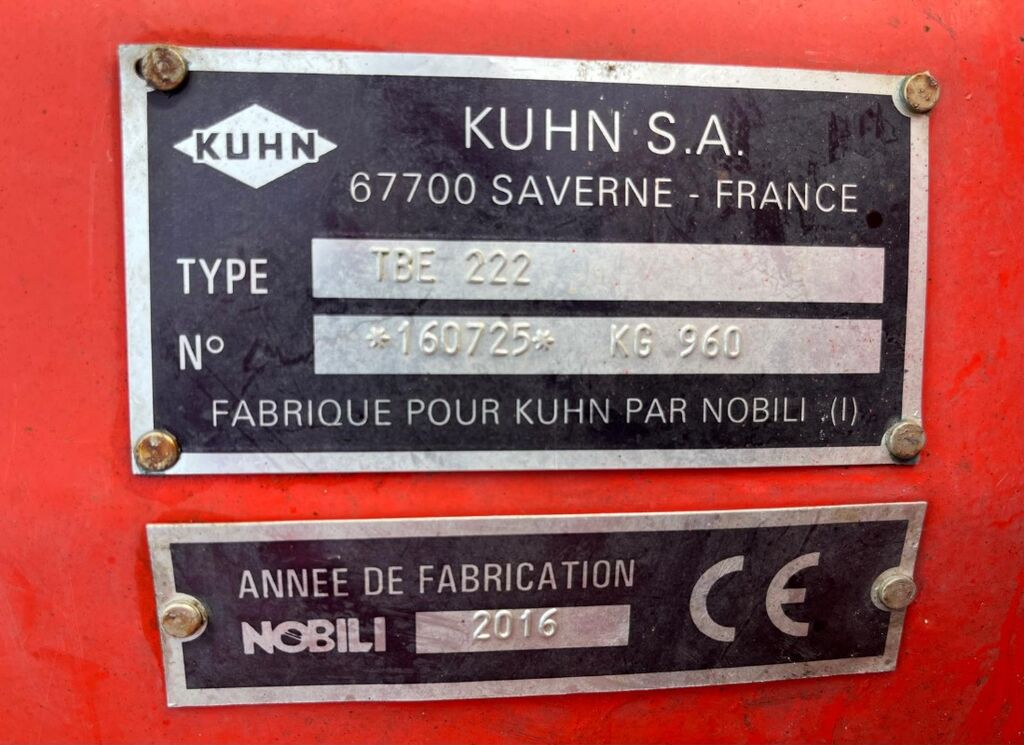 KUHN
KUHN S.A.
67700 SAVERNE - FRANCE
TYPE TBE 222
N° *160725* KG 960
FABRIQUE POUR KUHN PAR NOBILI .(I)
ANNEE DE FABRICATION
NOBILI 2016
CE